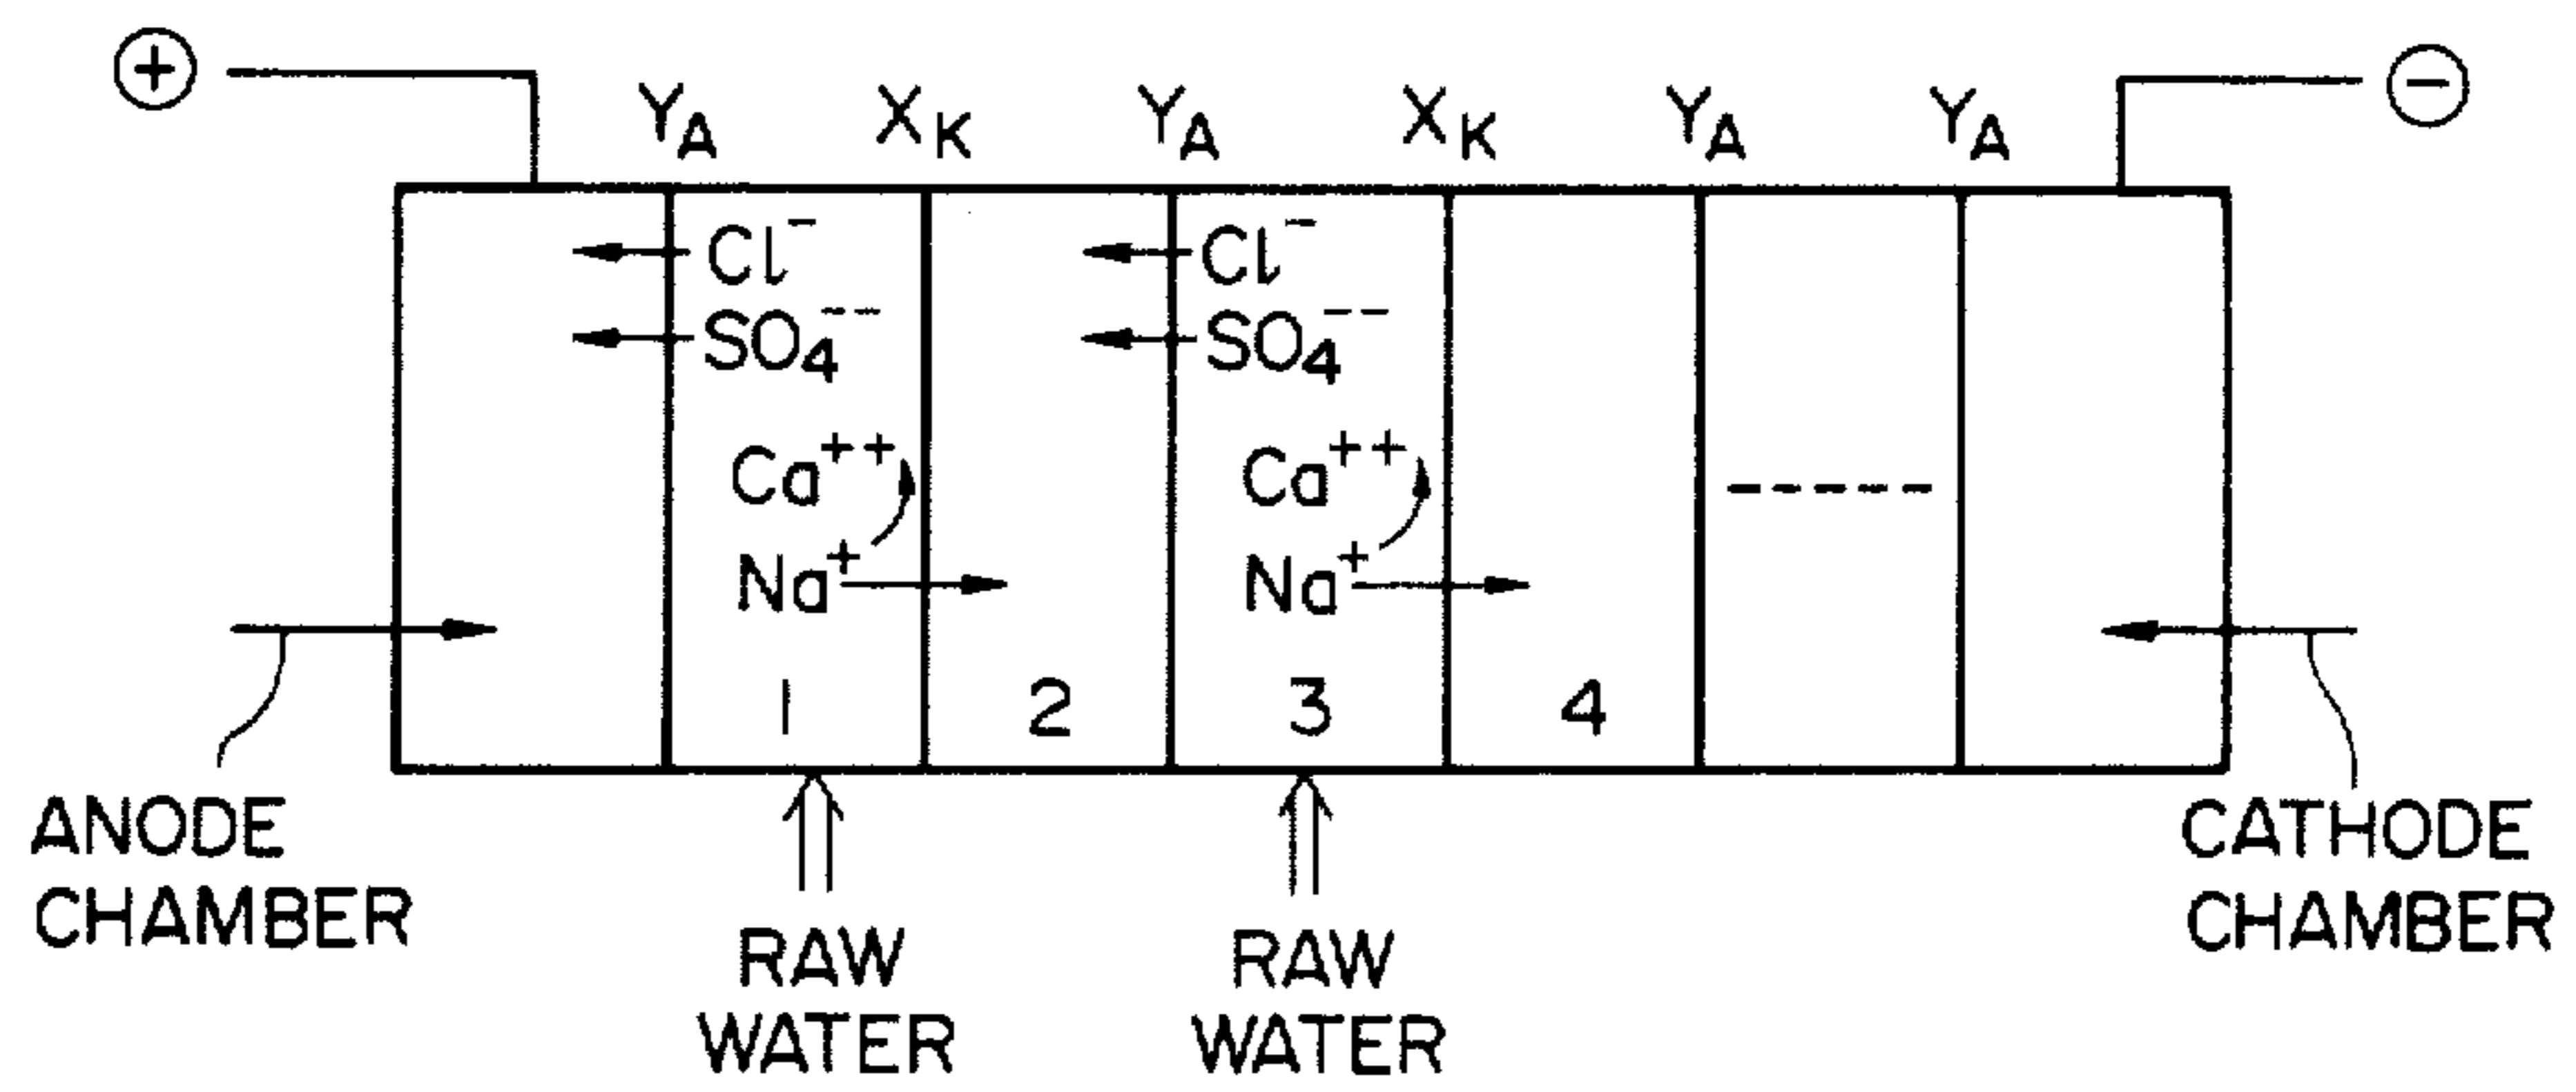 ⊕ ⊖
Y_A X_K Y_A X_K Y_A Y_A
Cl⁻ Cl⁻
SO₄⁻⁻ SO₄⁻⁻
Ca⁺⁺ Ca⁺⁺
Na⁺ Na⁺
1 2 3 4
ANODE
CHAMBER
RAW
WATER
RAW
WATER
CATHODE
CHAMBER